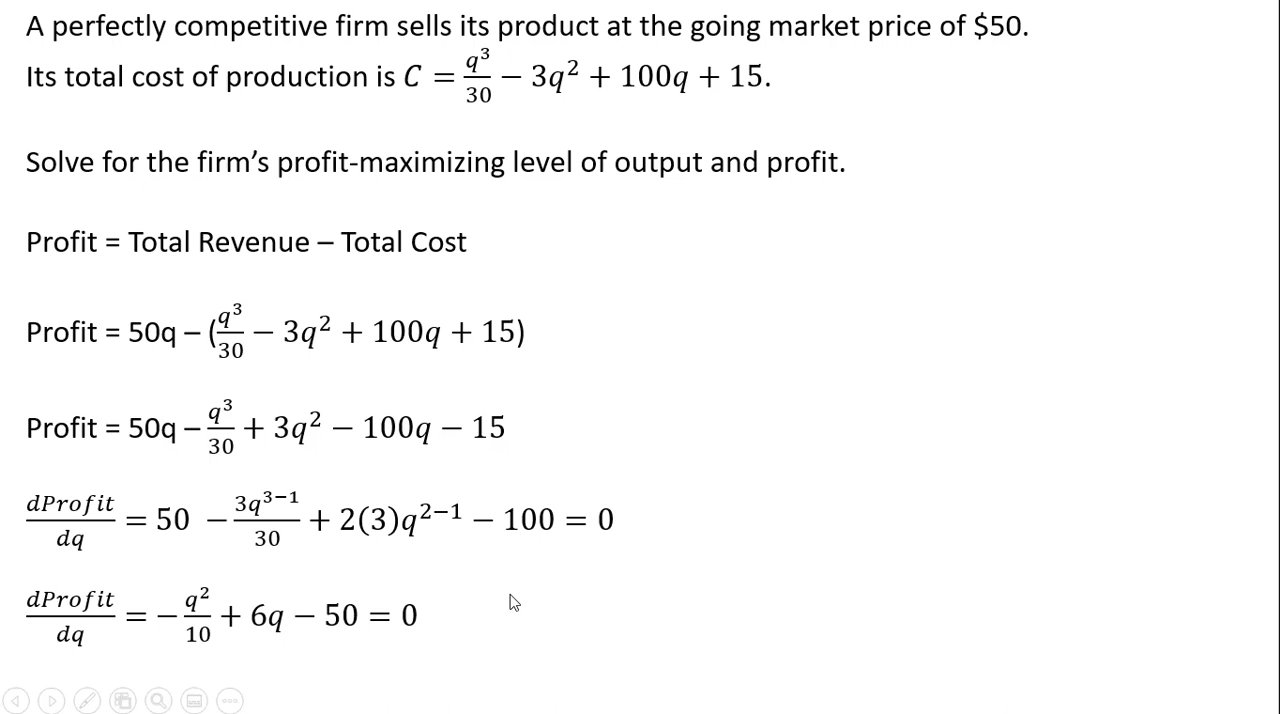 A perfectly competitive firm sells its product at the going market price of $50.
Its total cost of production is C = q³/30 − 3q² + 100q + 15.
Solve for the firm’s profit-maximizing level of output and profit.
Profit = Total Revenue – Total Cost
Profit = 50q – (q³/30 − 3q² + 100q + 15)
Profit = 50q – q³/30 + 3q² − 100q − 15
dProfit/dq = 50 − 3q³⁻¹/30 + 2(3)q²⁻¹ − 100 = 0
dProfit/dq = − q²/10 + 6q − 50 = 0